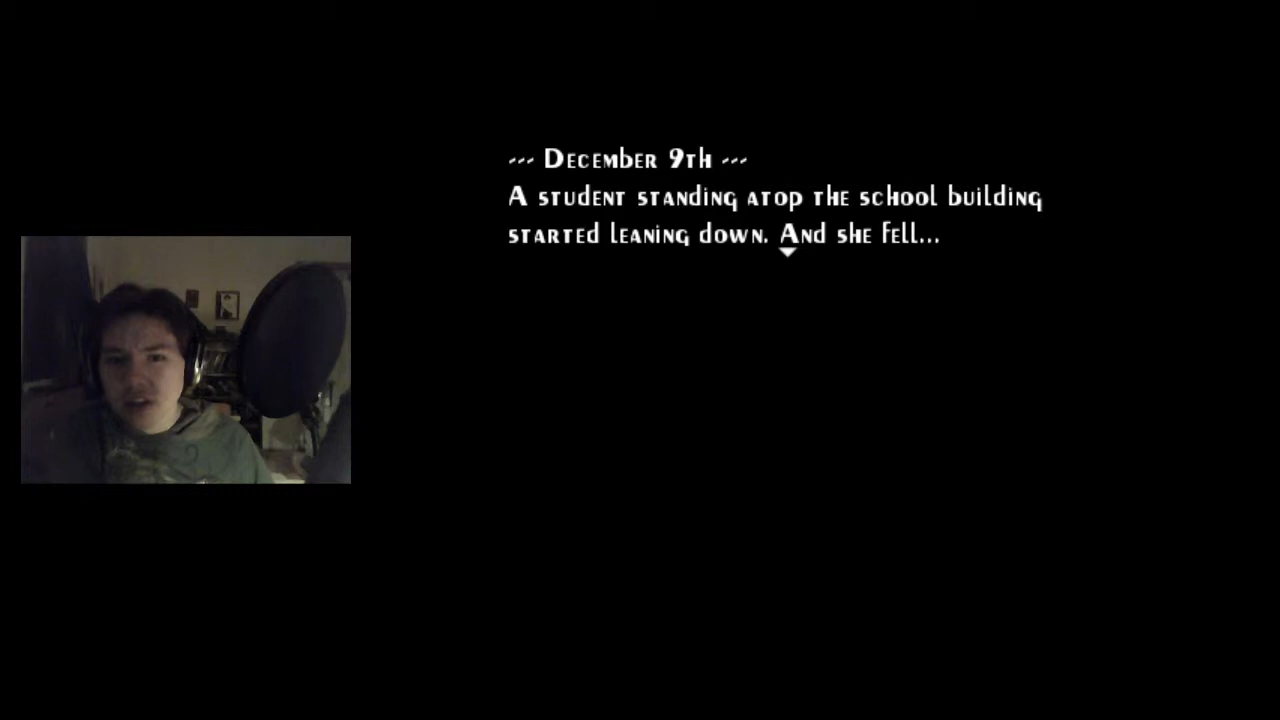 --- December 9th ---
A student standing atop the school building
started leaning down. And she fell...